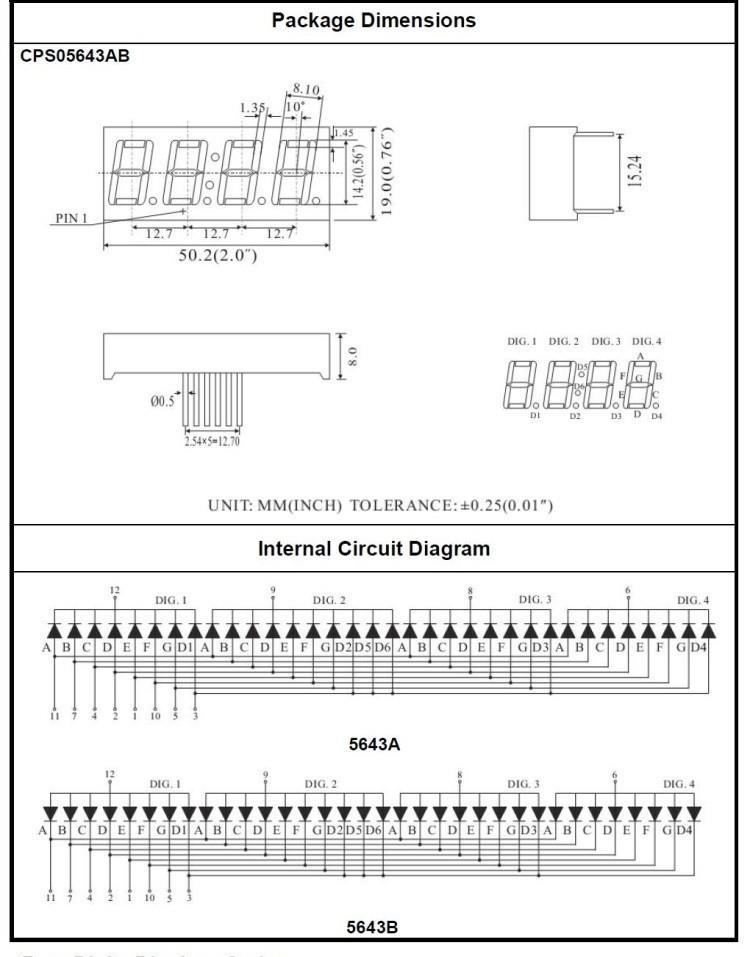 Package Dimensions
CPS05643AB
8.10
1.35 10°
1.45
14.2(0.56")
19.0(0.76")
15.24
PIN 1
12.7 12.7 12.7
50.2(2.0")
8.0
Ø0.5
2.54×5=12.70
DIG. 1 DIG. 2 DIG. 3 DIG. 4
A
D5
F G B
D6
E C
D1 D2 D3 D D4
UNIT: MM(INCH) TOLERANCE: ±0.25(0.01")
Internal Circuit Diagram
12 9 8 6
DIG. 1 DIG. 2 DIG. 3 DIG. 4
A B C D E F G D1 A B C D E F G D2 D5 D6 A B C D E F G D3 A B C D E F G D4
11 7 4 2 1 10 5 3
5643A
12 9 8 6
DIG. 1 DIG. 2 DIG. 3 DIG. 4
A B C D E F G D1 A B C D E F G D2 D5 D6 A B C D E F G D3 A B C D E F G D4
11 7 4 2 1 10 5 3
5643B